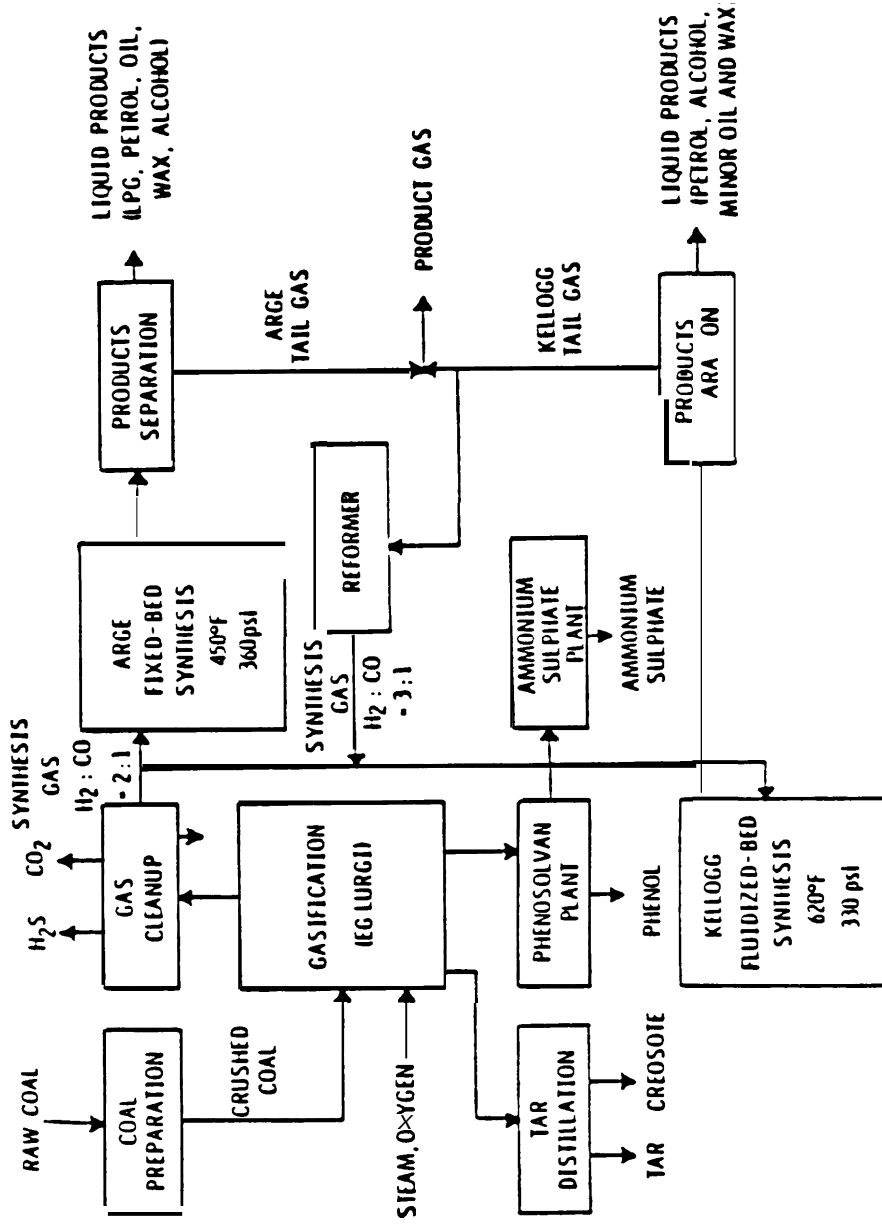 RAW COAL
COAL
PREPARATION
CRUSHED
COAL
STEAM, OXYGEN
H2S
CO2
GAS
CLEANUP
SYNTHESIS
GAS
H2 : CO
- 2:1
GASIFICATION
(EG LURGI)
TAR
DISTILLATION
TAR
CREOSOTE
PHENOSOLVAN
PLANT
PHENOL
AMMONIUM
SULPHATE
PLANT
AMMONIUM
SULPHATE
ARGE
FIXED-BED
SYNTHESIS
450°F
360psi
SYNTHESIS
GAS
H2 : CO
- 3:1
REFORMER
KELLOGG
FLUIDIZED-BED
SYNTHESIS
620°F
330 psi
PRODUCTS
SEPARATION
LIQUID PRODUCTS
(LPG, PETROL, OIL,
WAX, ALCOHOL)
ARGE
TAIL GAS
PRODUCT GAS
KELLOGG
TAIL GAS
PRODUCTS
ARA ON
LIQUID PRODUCTS
(PETROL, ALCOHOL,
MINOR OIL AND WAX